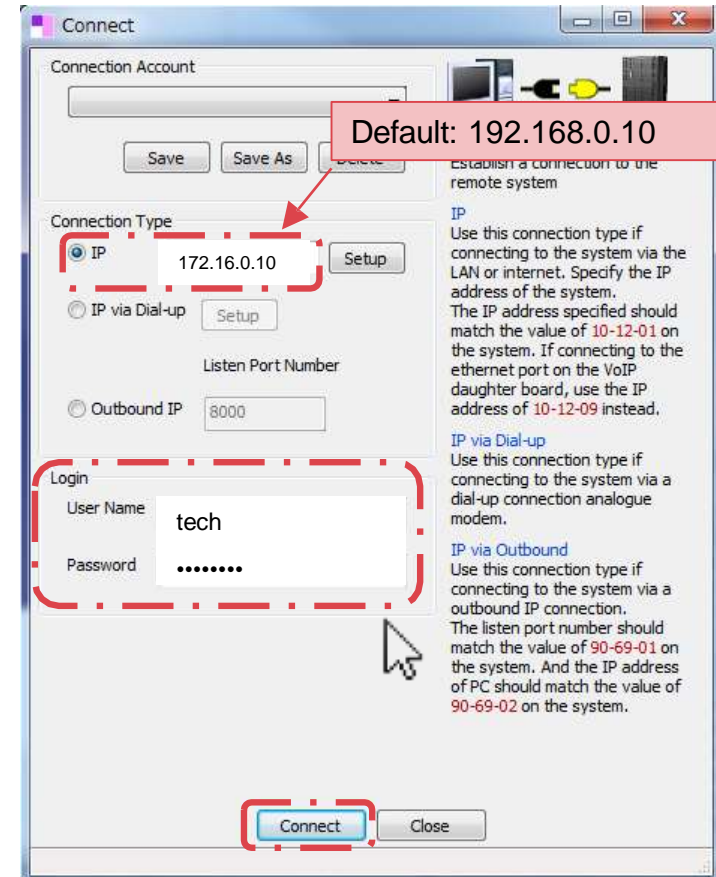 Connect
Connection Account
Default: 192.168.0.10
Save Save As Delete
Establish a connection to the
remote system
Connection Type
IP 172.16.0.10 Setup
IP via Dial-up Setup
Listen Port Number
Outbound IP 8000
Login
User Name tech
Password ••••••••
IP
Use this connection type if
connecting to the system via the
LAN or internet. Specify the IP
address of the system.
The IP address specified should
match the value of 10-12-01 on
the system. If connecting to the
ethernet port on the VoIP
daughter board, use the IP
address of 10-12-09 instead.
IP via Dial-up
Use this connection type if
connecting to the system via a
dial-up connection analogue
modem.
IP via Outbound
Use this connection type if
connecting to the system via a
outbound IP connection.
The listen port number should
match the value of 90-69-01 on
the system. And the IP address
of PC should match the value of
90-69-02 on the system.
Connect Close